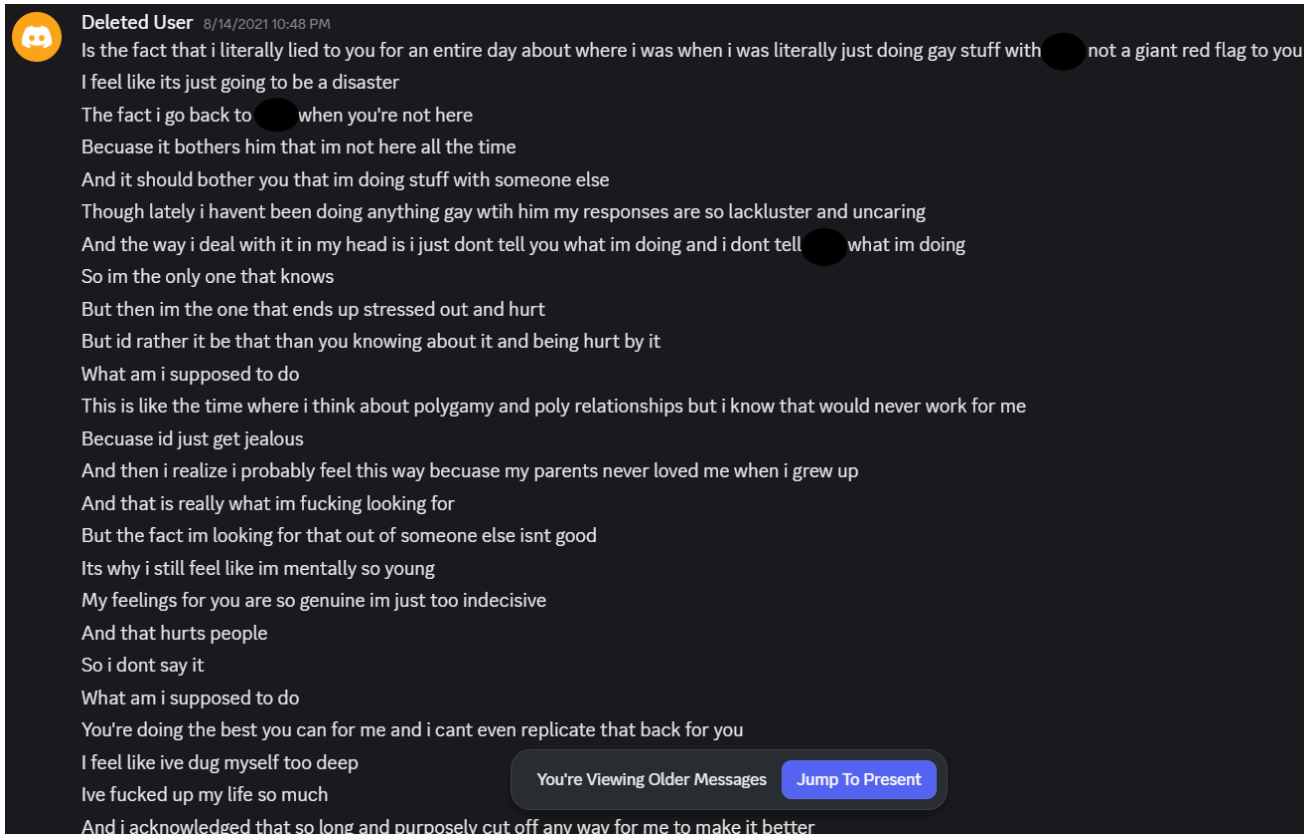 Deleted User 8/14/2021 10:48 PM
Is the fact that i literally lied to you for an entire day about where i was when i was literally just doing gay stuff with not a giant red flag to you
I feel like its just going to be a disaster
The fact i go back to when you're not here
Becuase it bothers him that im not here all the time
And it should bother you that im doing stuff with someone else
Though lately i havent been doing anything gay wtih him my responses are so lackluster and uncaring
And the way i deal with it in my head is i just dont tell you what im doing and i dont tell what im doing
So im the only one that knows
But then im the one that ends up stressed out and hurt
But id rather it be that than you knowing about it and being hurt by it
What am i supposed to do
This is like the time where i think about polygamy and poly relationships but i know that would never work for me
Becuase id just get jealous
And then i realize i probably feel this way becuase my parents never loved me when i grew up
And that is really what im fucking looking for
But the fact im looking for that out of someone else isnt good
Its why i still feel like im mentally so young
My feelings for you are so genuine im just too indecisive
And that hurts people
So i dont say it
What am i supposed to do
You're doing the best you can for me and i cant even replicate that back for you
I feel like ive dug myself too deep
You're Viewing Older Messages Jump To Present
Ive fucked up my life so much
And i acknowledged that so long and purposely cut off any way for me to make it better